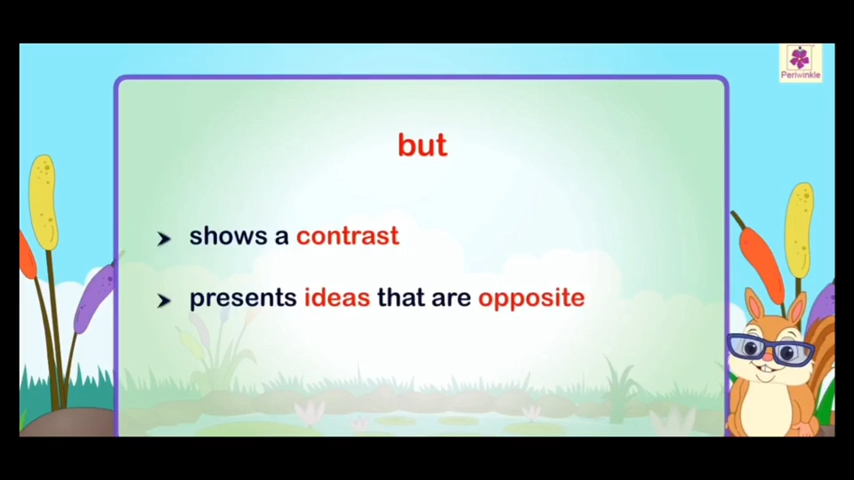 Periwinkle
but
shows a contrast
presents ideas that are opposite